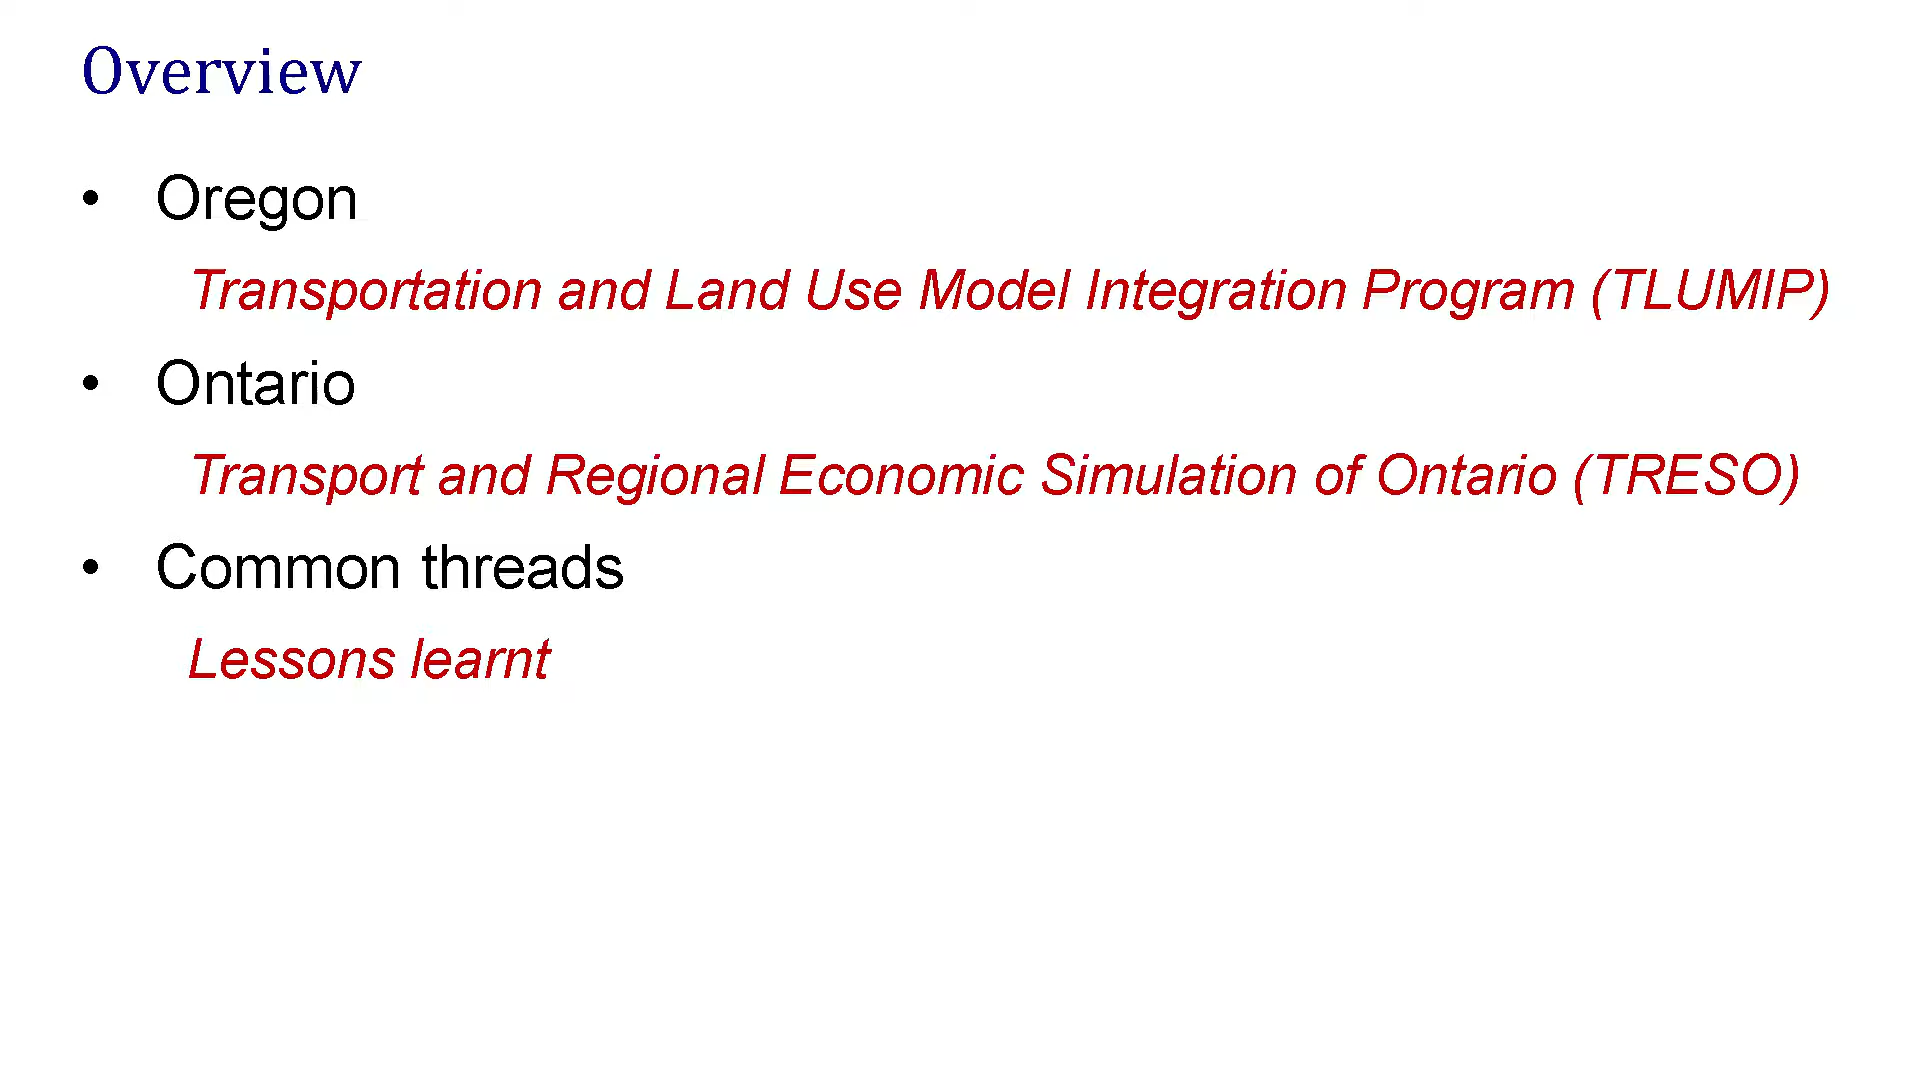 Overview
• Oregon
Transportation and Land Use Model Integration Program (TLUMIP)
• Ontario
Transport and Regional Economic Simulation of Ontario (TRESO)
• Common threads
Lessons learnt